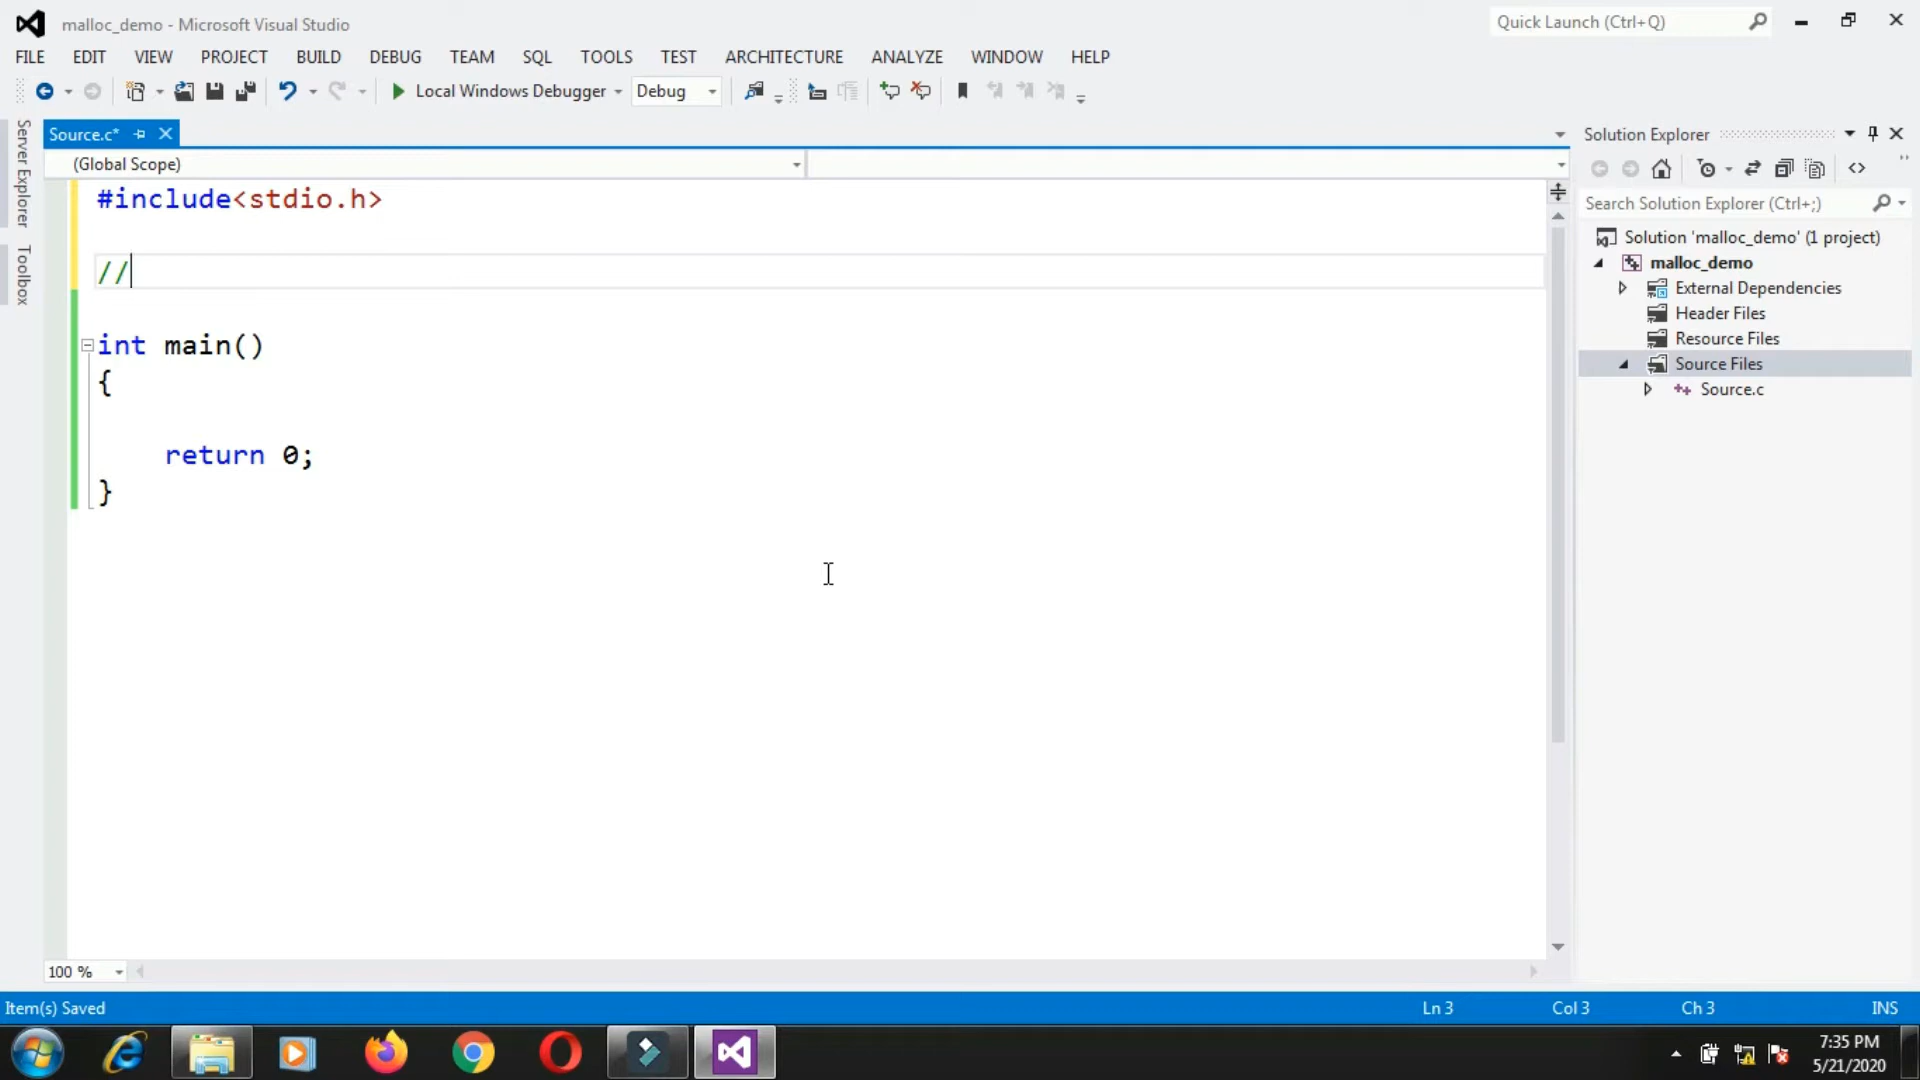 malloc_demo - Microsoft Visual Studio
Quick Launch (Ctrl+Q)
FILE EDIT VIEW PROJECT BUILD DEBUG TEAM SQL TOOLS TEST ARCHITECTURE ANALYZE WINDOW HELP
Local Windows Debugger Debug
Server Explorer
Toolbox
Source.c*
(Global Scope)
#include<stdio.h>
//
int main()
{
return 0;
}
100 %
Solution Explorer
Search Solution Explorer (Ctrl+;)
Solution 'malloc_demo' (1 project)
malloc_demo
External Dependencies
Header Files
Resource Files
Source Files
Source.c
Item(s) Saved
Ln 3 Col 3 Ch 3 INS
7:35 PM
5/21/2020